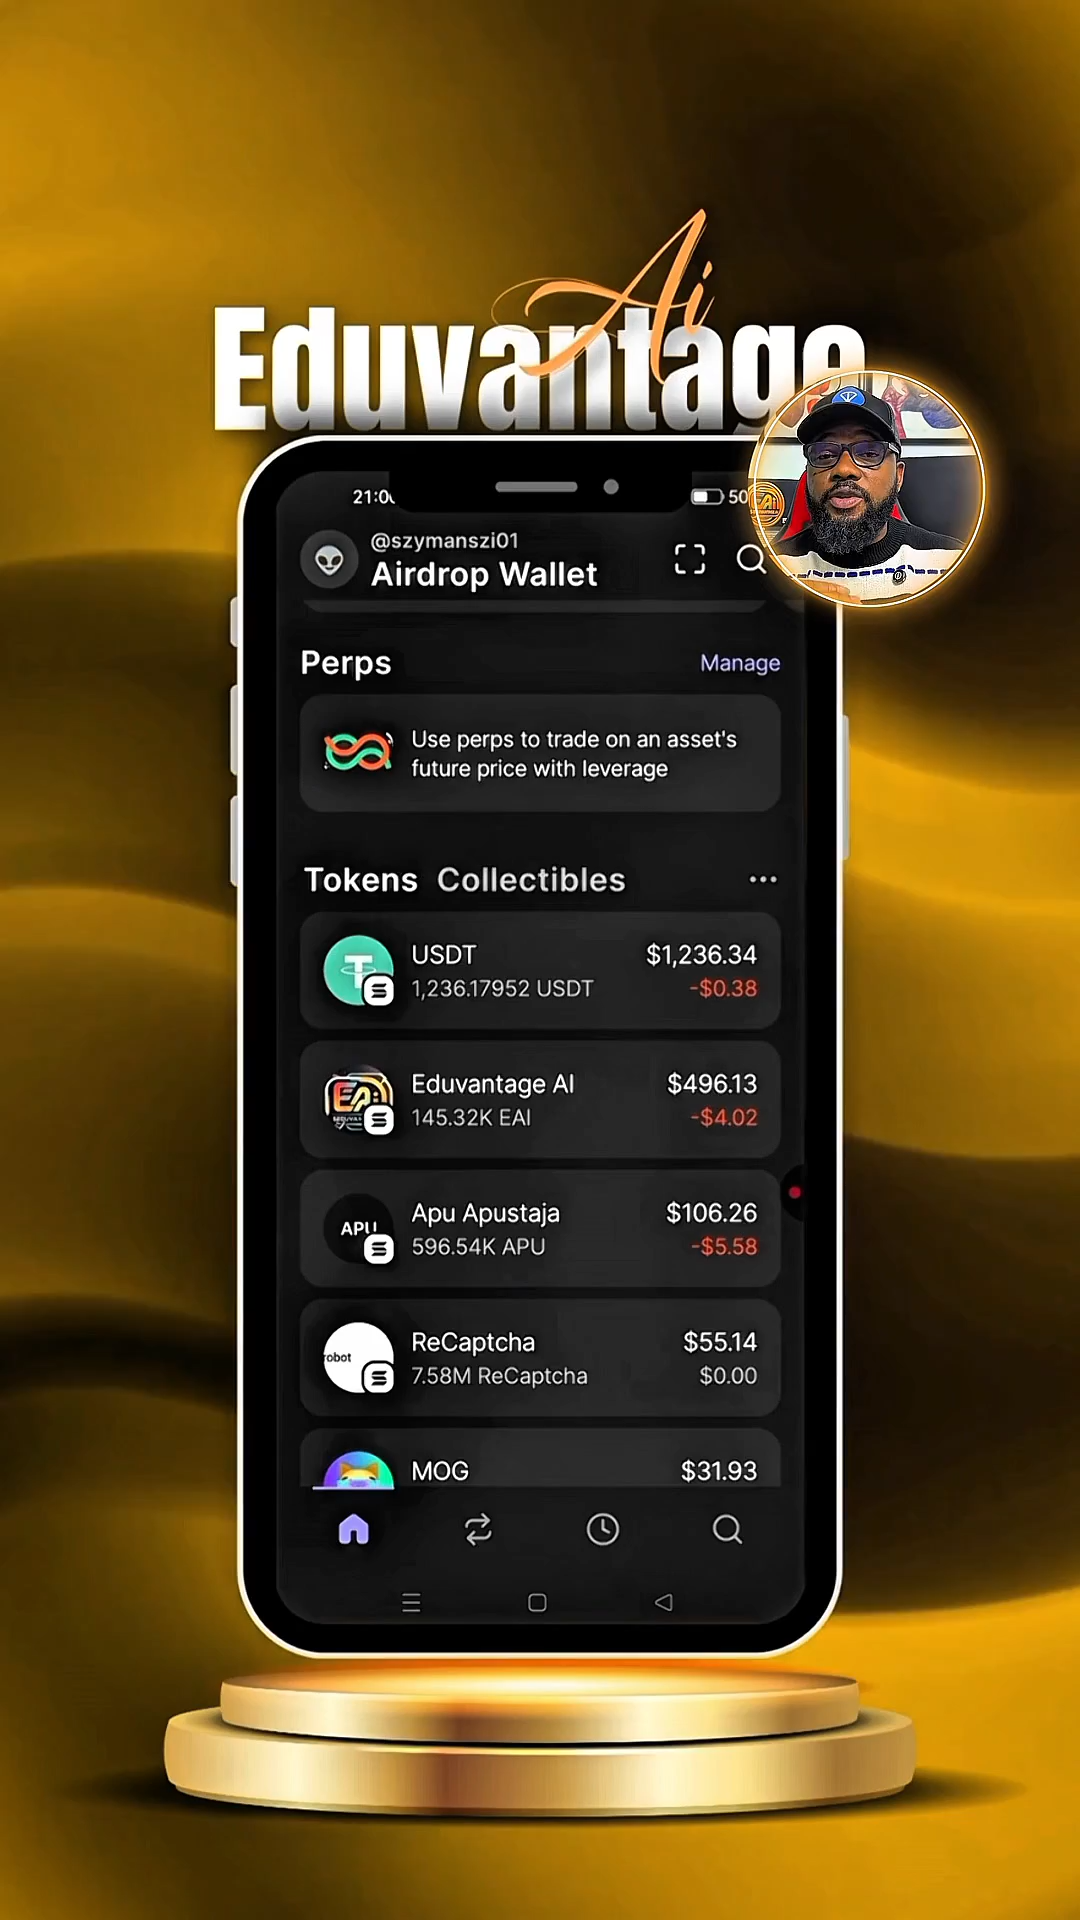 Ai
Eduvantage
21:00
50
@szymanszi01
Airdrop Wallet
Perps
Manage
Use perps to trade on an asset's
future price with leverage
Tokens Collectibles
USDT
$1,236.34
1,236.17952 USDT
-$0.38
Eduvantage AI
$496.13
145.32K EAI
-$4.02
APU
Apu Apustaja
$106.26
596.54K APU
-$5.58
robot
ReCaptcha
$55.14
7.58M ReCaptcha
$0.00
MOG
$31.93